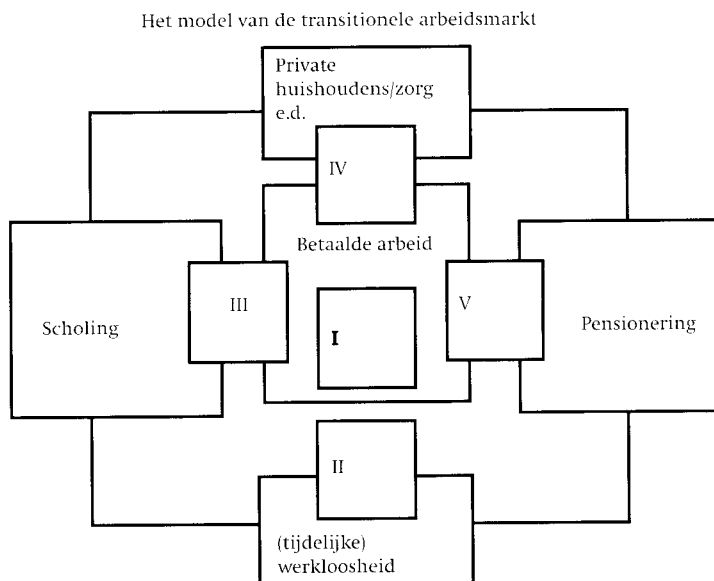 Het model van de transitionele arbeidsmarkt
Private
huishoudens/zorg
e.d.
IV
Betaalde arbeid
Scholing
III
I
V
Pensionering
II
(tijdelijke)
werkloosheid